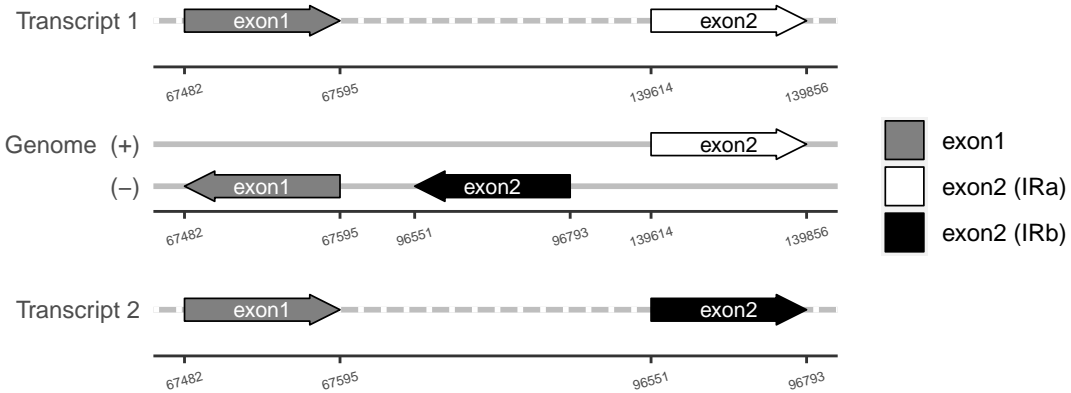 Transcript 1 exon1 exon2
67482 67595 139614 139856
Genome (+) exon2
(−) exon1 exon2
67482 67595 96551 96793 139614 139856
Transcript 2 exon1 exon2
67482 67595 96551 96793
exon1
exon2 (IRa)
exon2 (IRb)